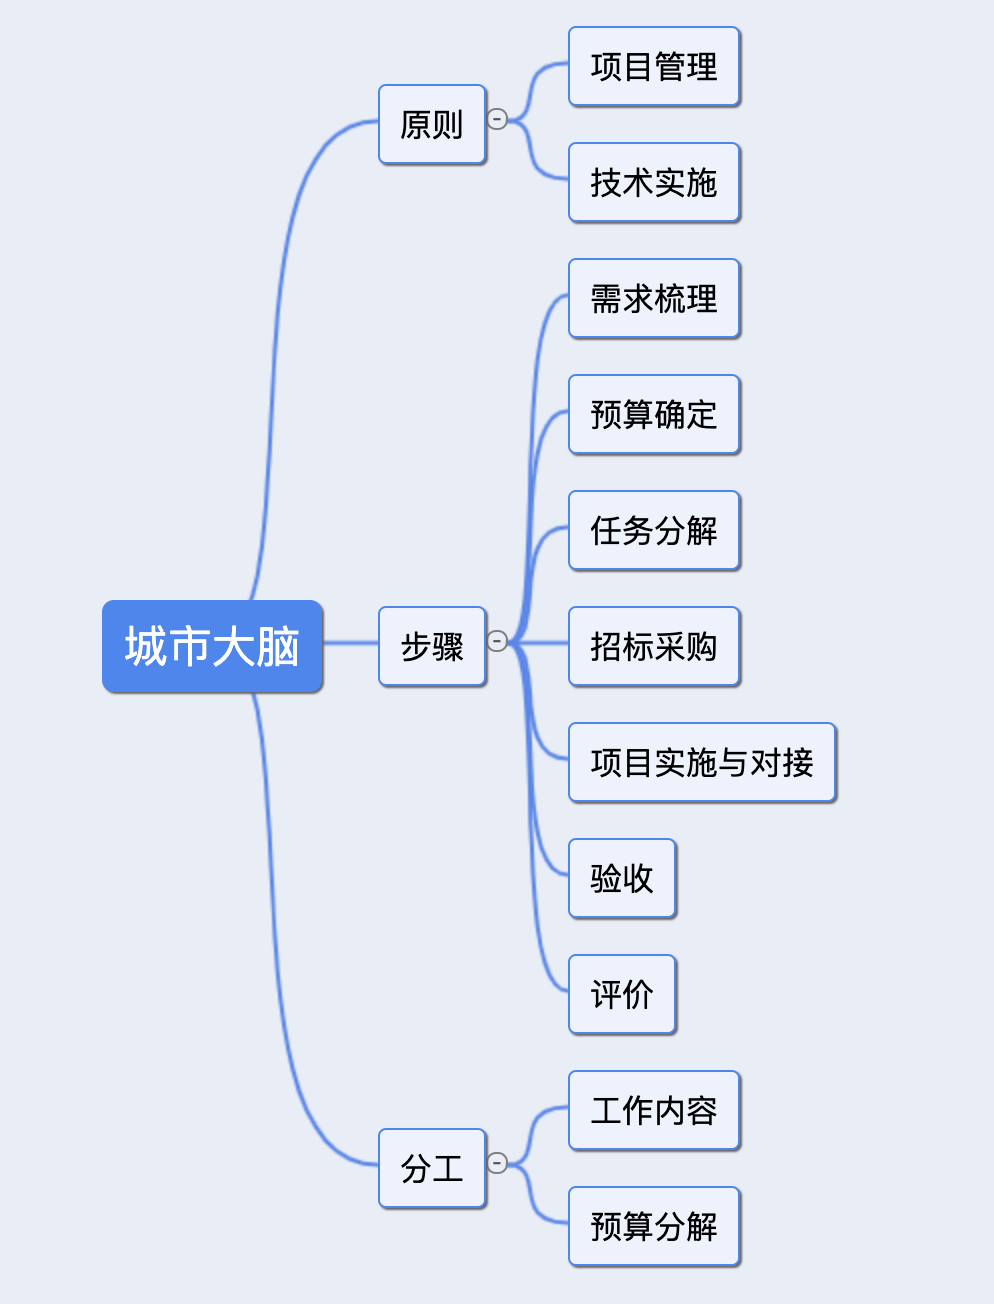 城市大脑
原则
项目管理
技术实施
步骤
需求梳理
预算确定
任务分解
招标采购
项目实施与对接
验收
评价
分工
工作内容
预算分解